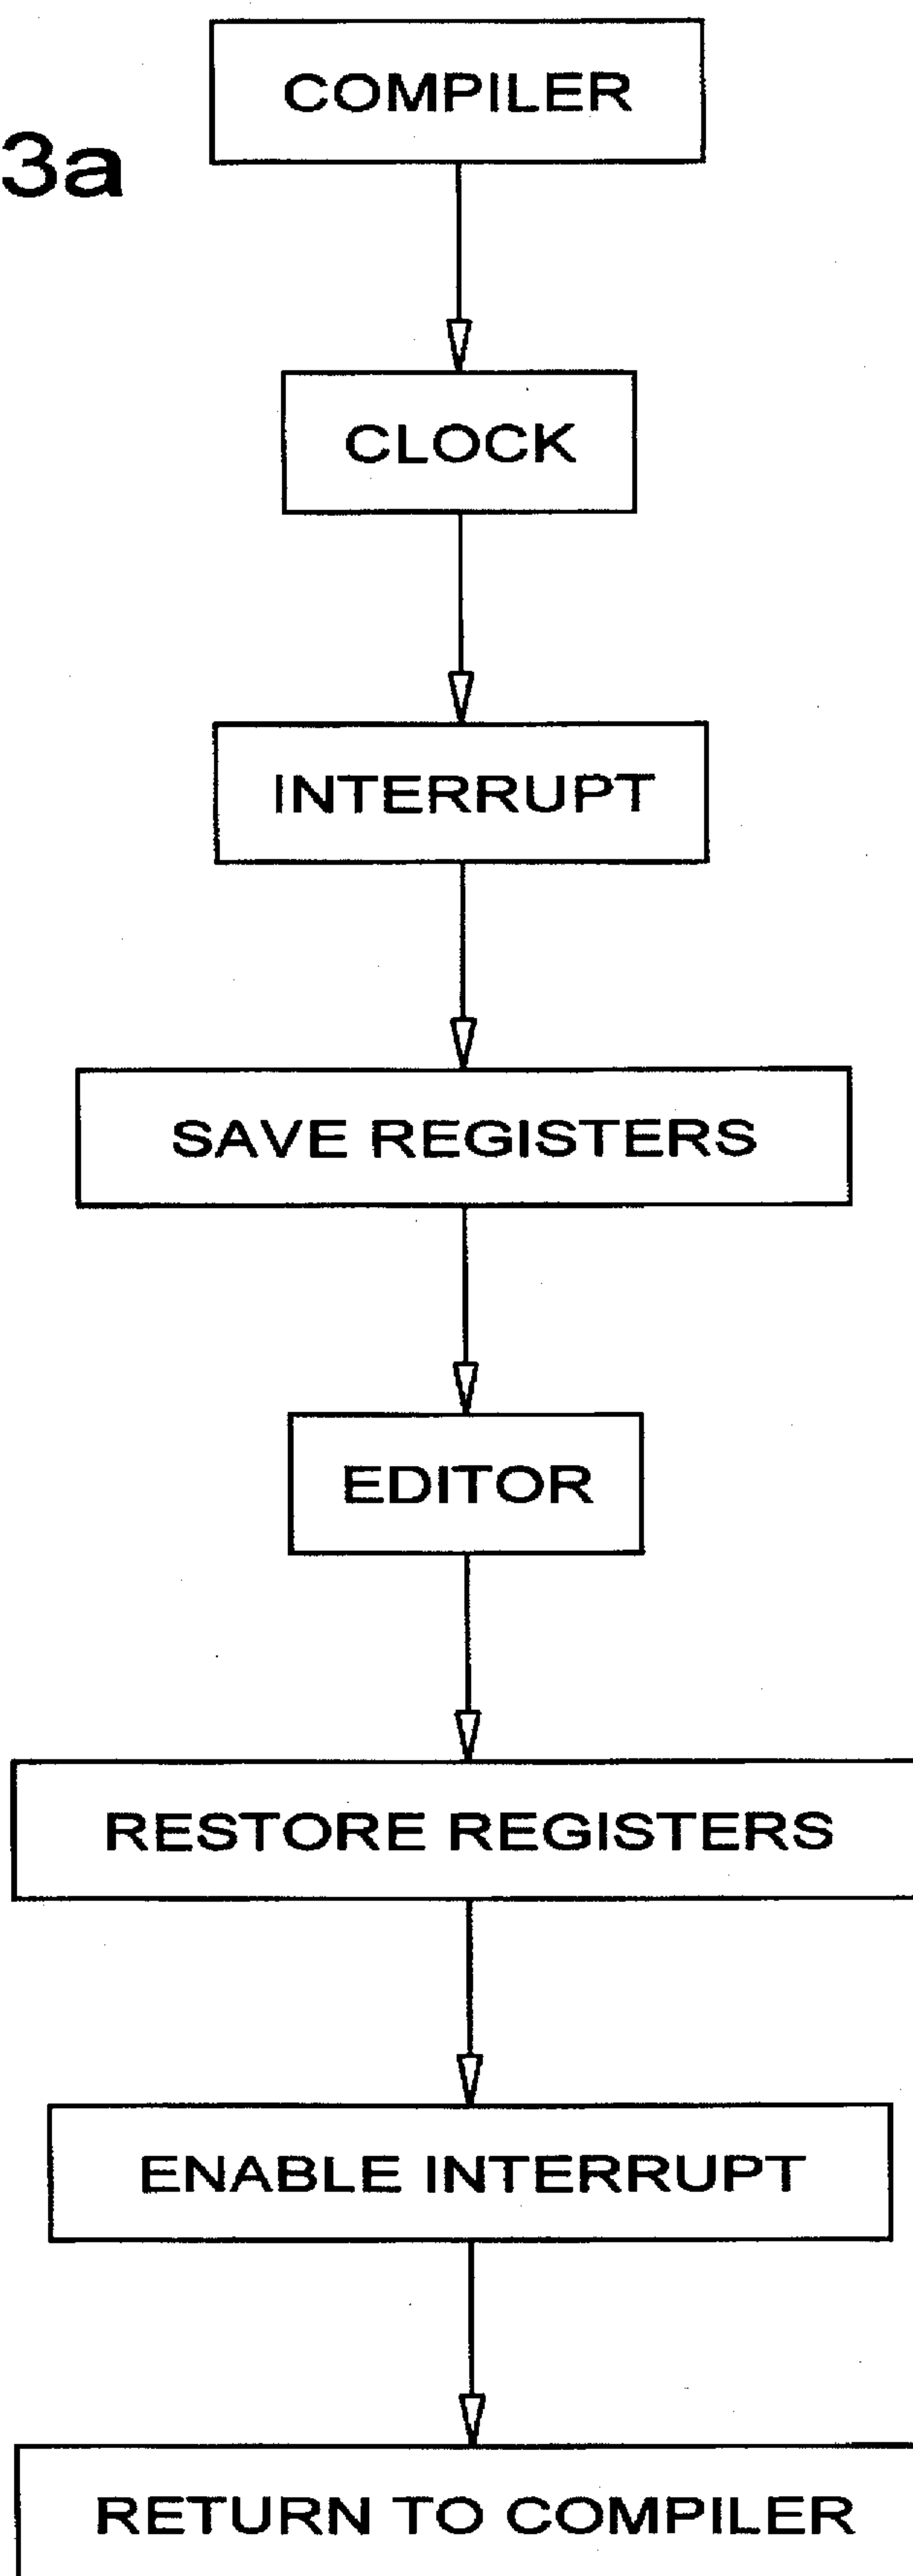 COMPILER
3a
CLOCK
INTERRUPT
SAVE REGISTERS
EDITOR
RESTORE REGISTERS
ENABLE INTERRUPT
RETURN TO COMPILER